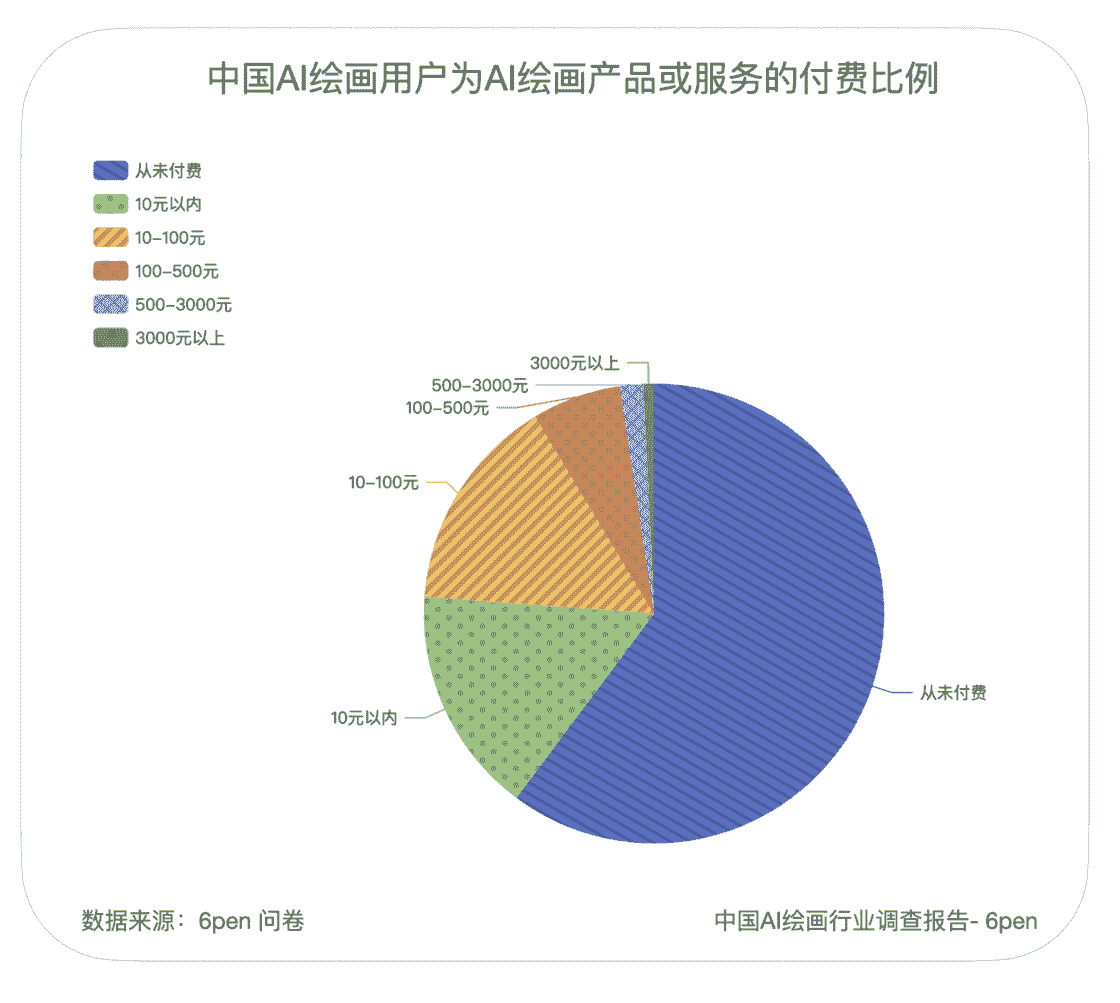 中国AI绘画用户为AI绘画产品或服务的付费比例
从未付费
10元以内
10-100元
100-500元
500-3000元
3000元以上
3000元以上
500-3000元
100-500元
10-100元
10元以内
从未付费
数据来源：6pen 问卷
中国AI绘画行业调查报告- 6pen